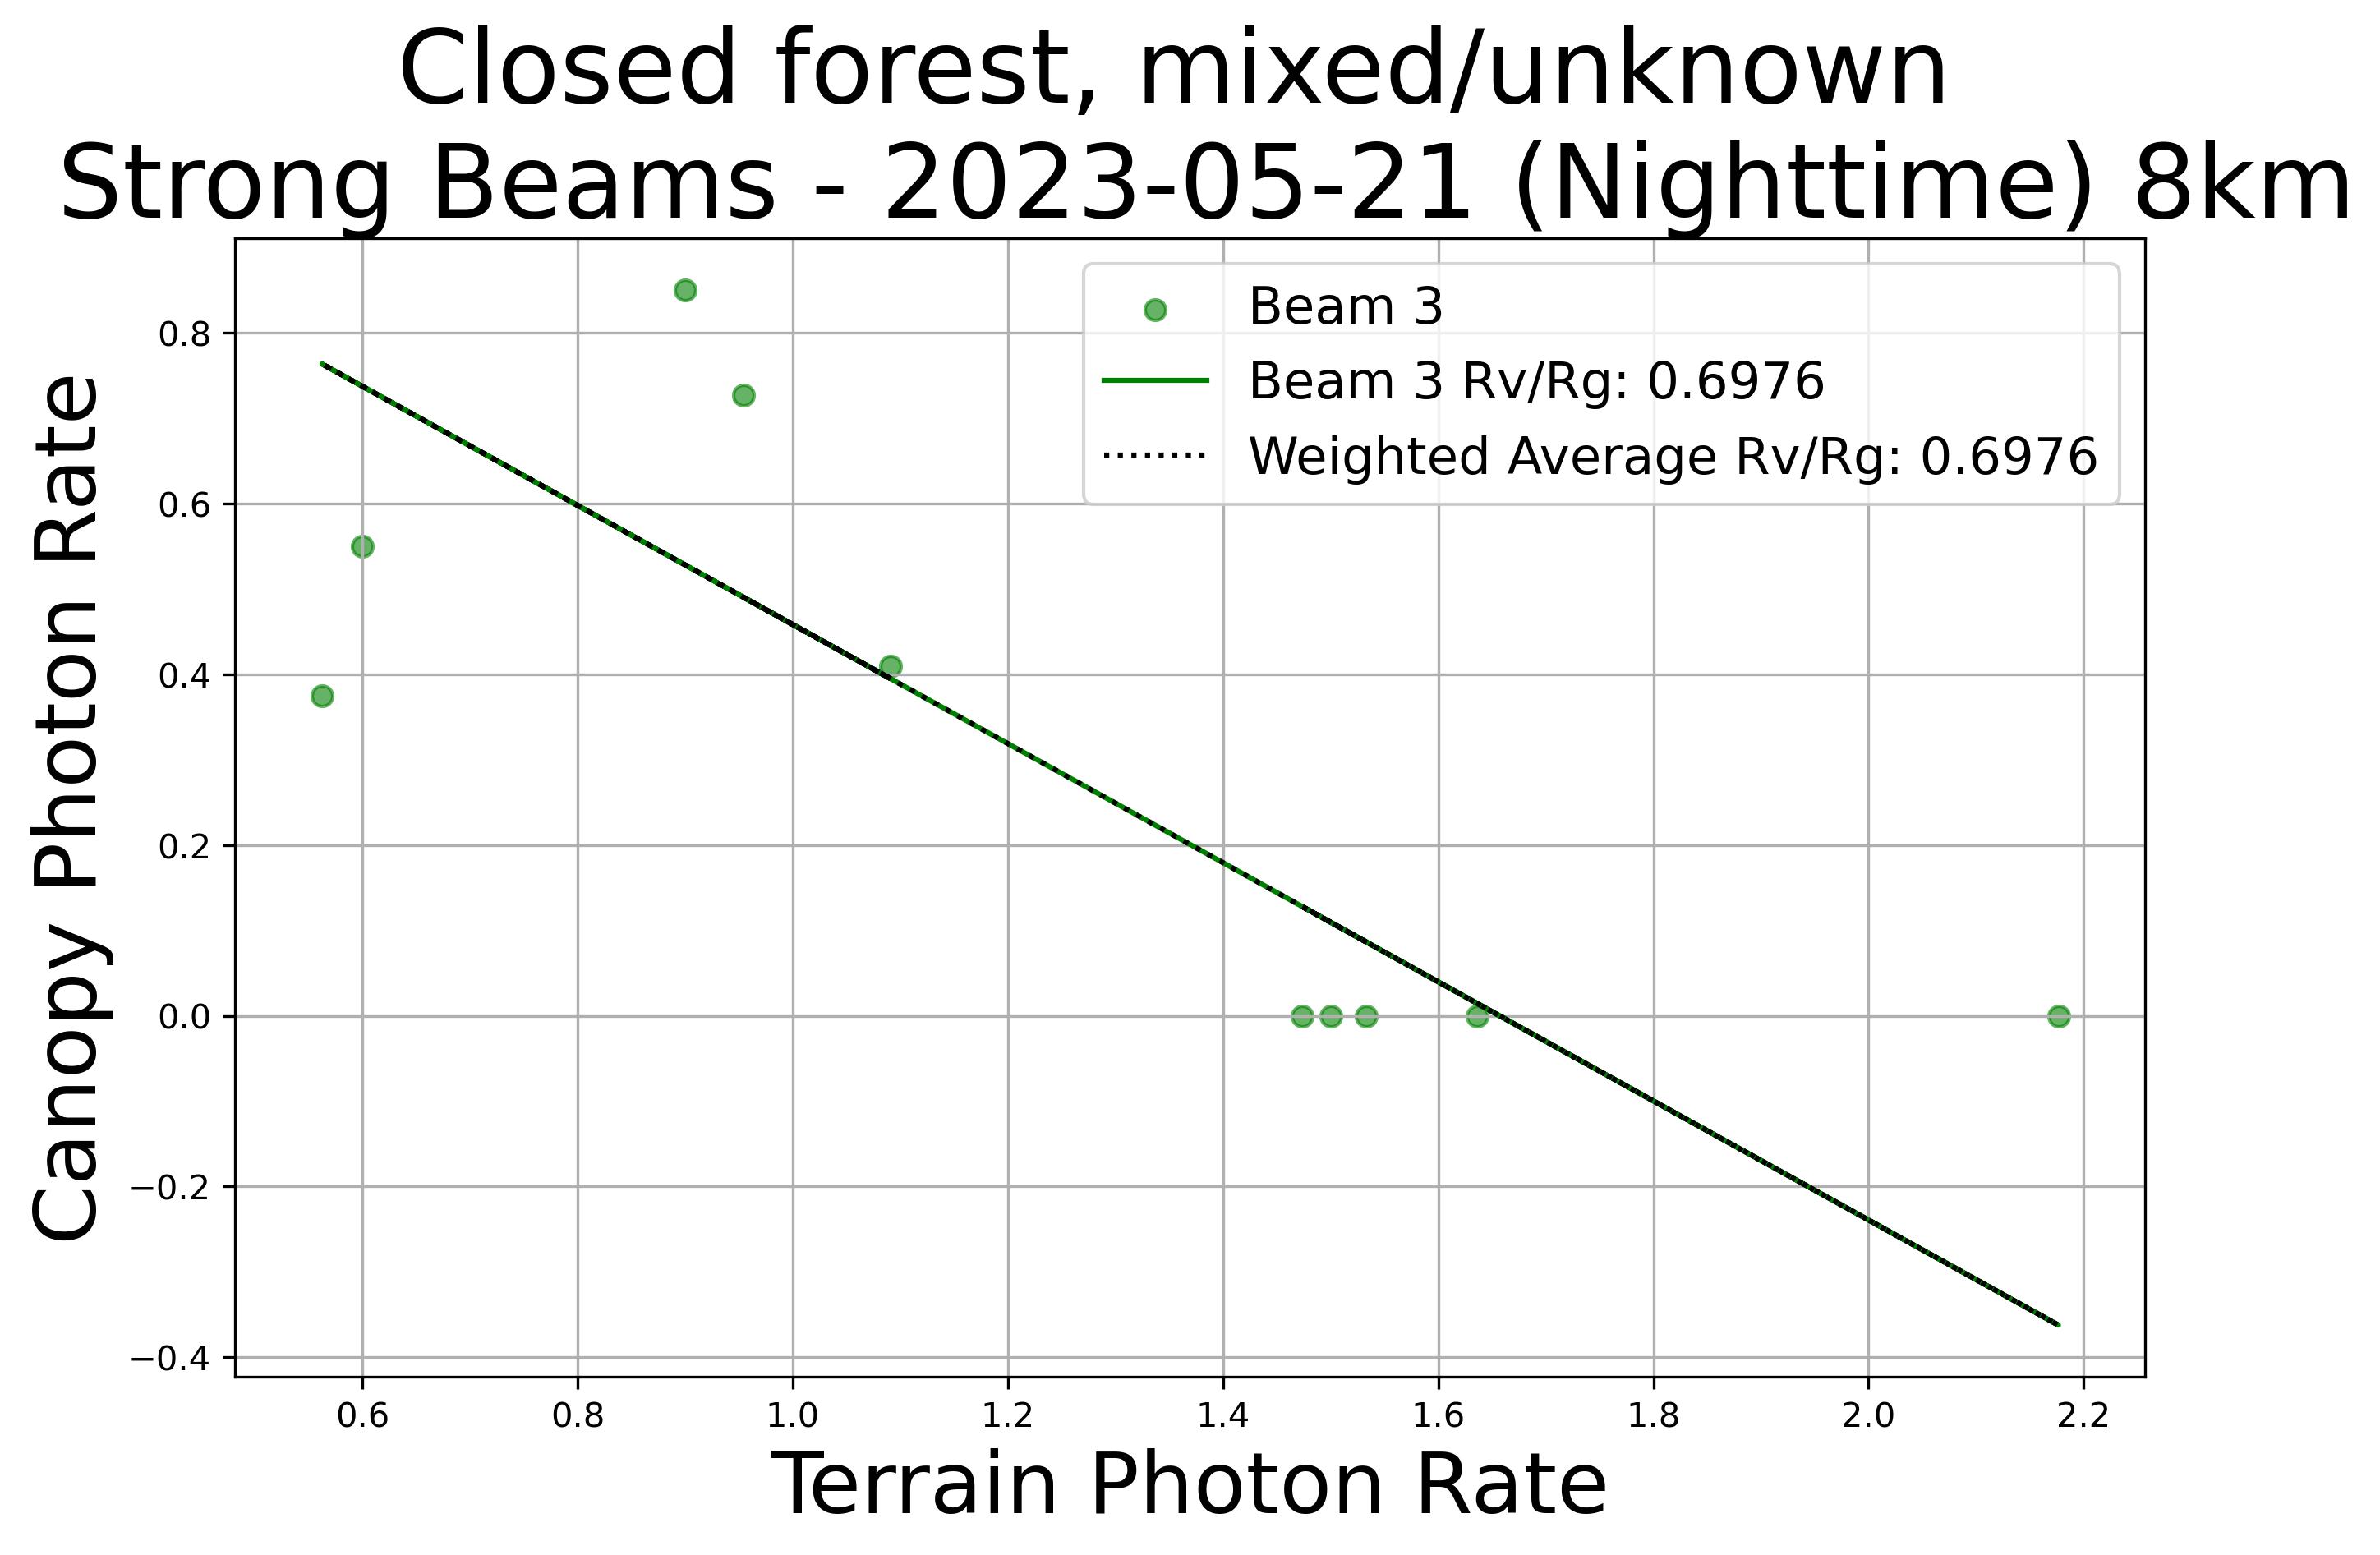 Closed forest, mixed/unknown
Strong Beams - 2023-05-21 (Nighttime) 8km
Beam 3
Beam 3 Rv/Rg: 0.6976
Weighted Average Rv/Rg: 0.6976
Canopy Photon Rate
0.8
0.6
0.4
0.2
0.0
−0.2
−0.4
0.6 0.8 1.0 1.2 1.4 1.6 1.8 2.0 2.2
Terrain Photon Rate